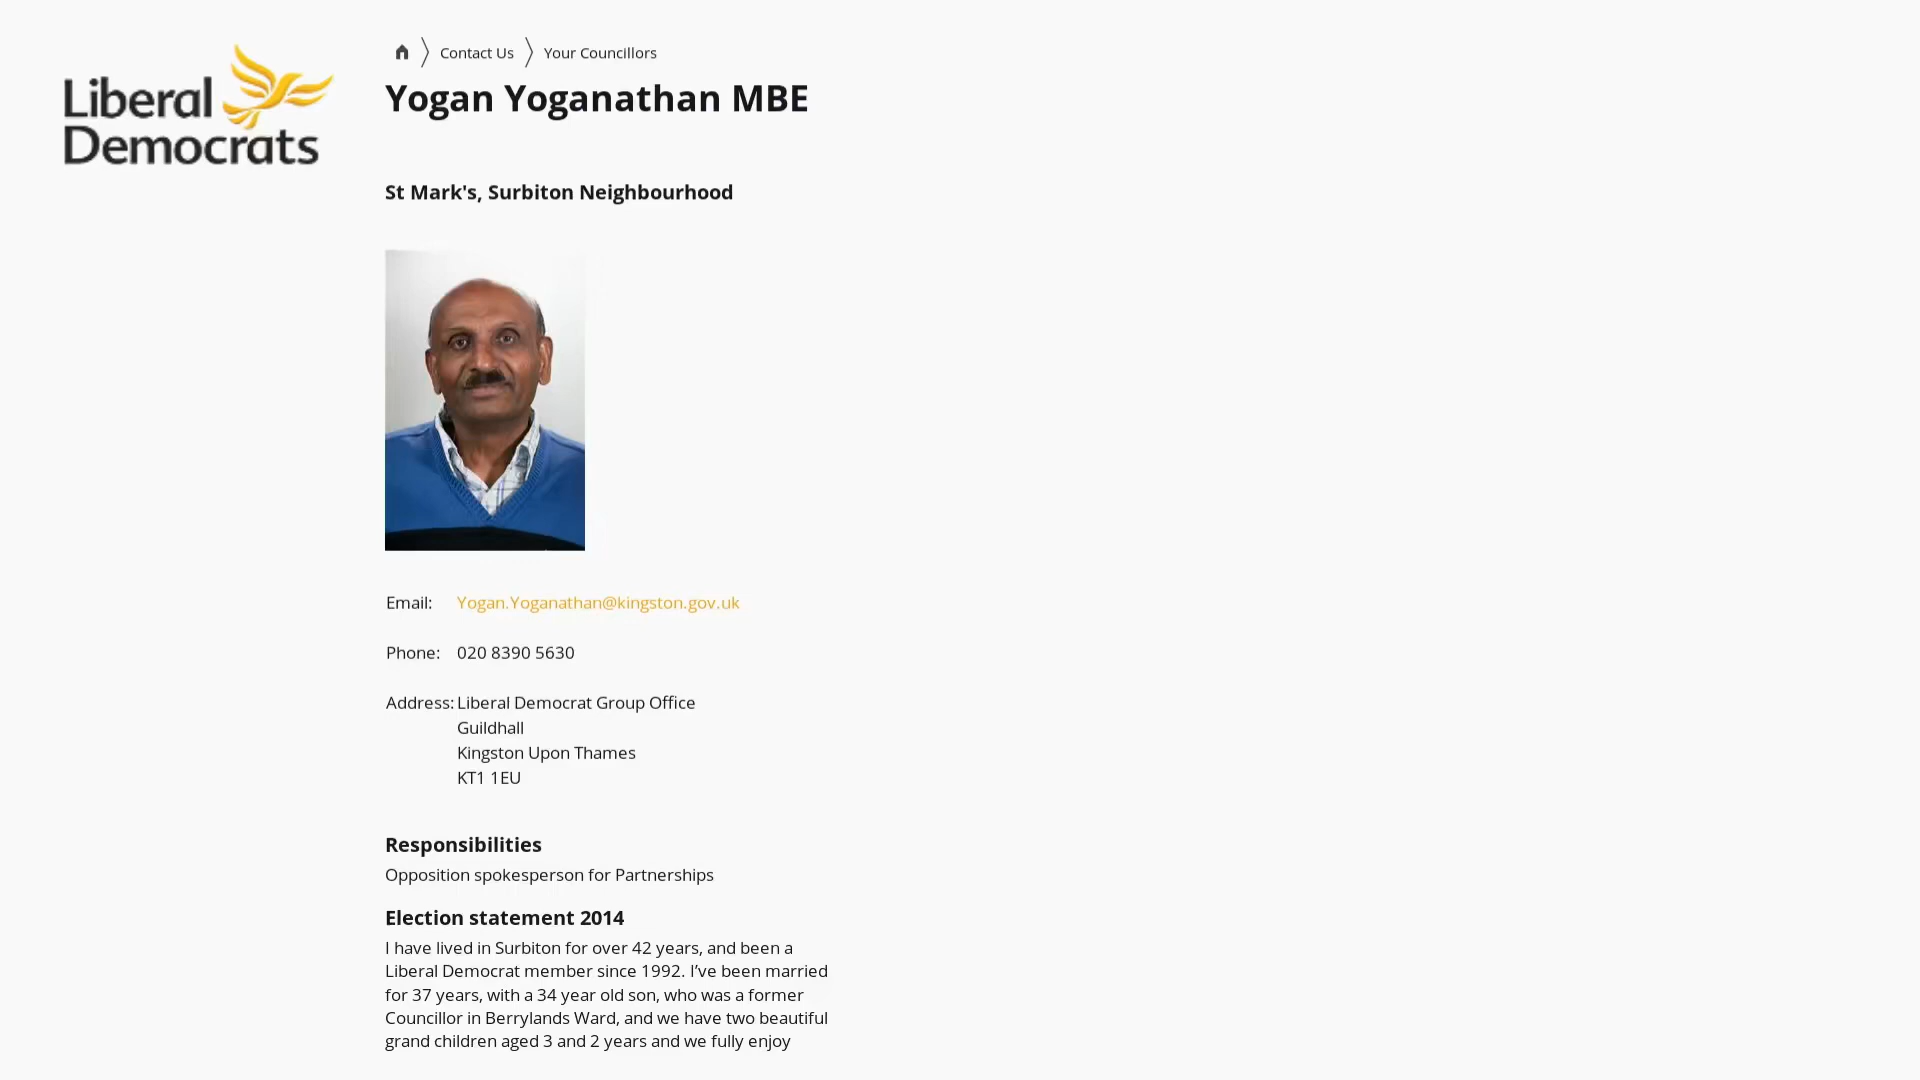 Liberal
Democrats
Contact Us
Your Councillors
Yogan Yoganathan MBE
St Mark's, Surbiton Neighbourhood
Email: Yogan.Yoganathan@kingston.gov.uk
Phone: 020 8390 5630
Address: Liberal Democrat Group Office
Guildhall
Kingston Upon Thames
KT1 1EU
Responsibilities
Opposition spokesperson for Partnerships
Election statement 2014
I have lived in Surbiton for over 42 years, and been a
Liberal Democrat member since 1992. I’ve been married
for 37 years, with a 34 year old son, who was a former
Councillor in Berrylands Ward, and we have two beautiful
grand children aged 3 and 2 years and we fully enjoy